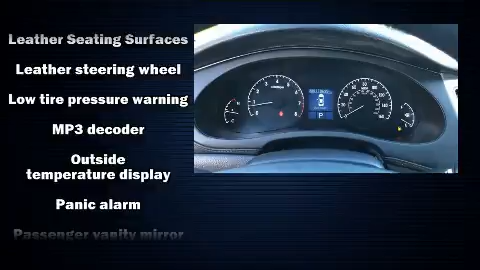 Leather Seating Surfaces
Leather steering wheel
Low tire pressure warning
MP3 decoder
Outside
temperature display
Panic alarm
Passenger vanity mirror
P